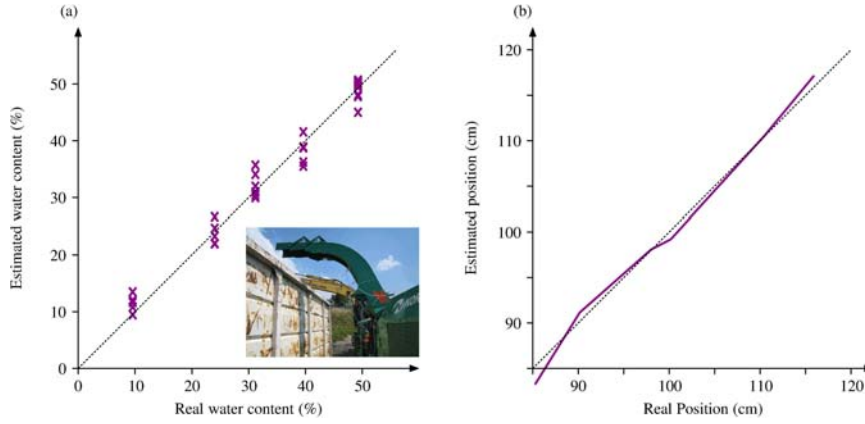 (a)
Estimated water content (%)
50
40
30
20
10
0
0 10 20 30 40 50
Real water content (%)
(b)
Estimated position (cm)
120
110
100
90
90 100 110 120
Real Position (cm)